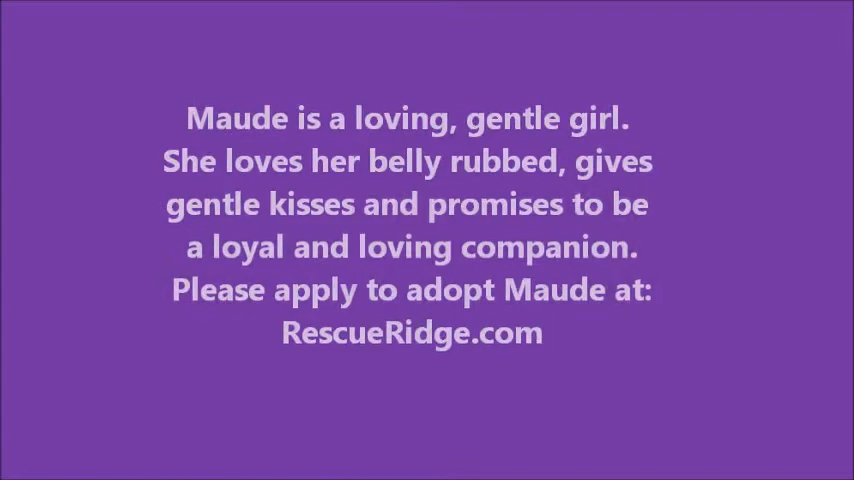 Maude is a loving, gentle girl.
She loves her belly rubbed, gives
gentle kisses and promises to be
a loyal and loving companion.
Please apply to adopt Maude at:
RescueRidge.com